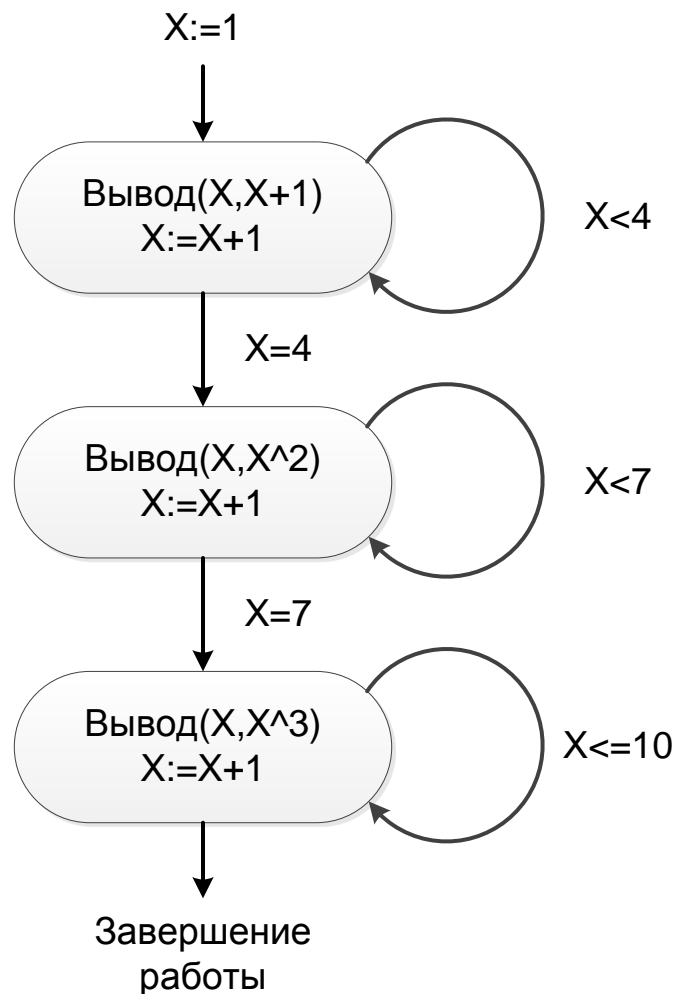 X:=1
Вывод(X,X+1)
X:=X+1
X<4
X=4
Вывод(X,X^2)
X:=X+1
X<7
X=7
Вывод(X,X^3)
X:=X+1
X<=10
Завершение
работы